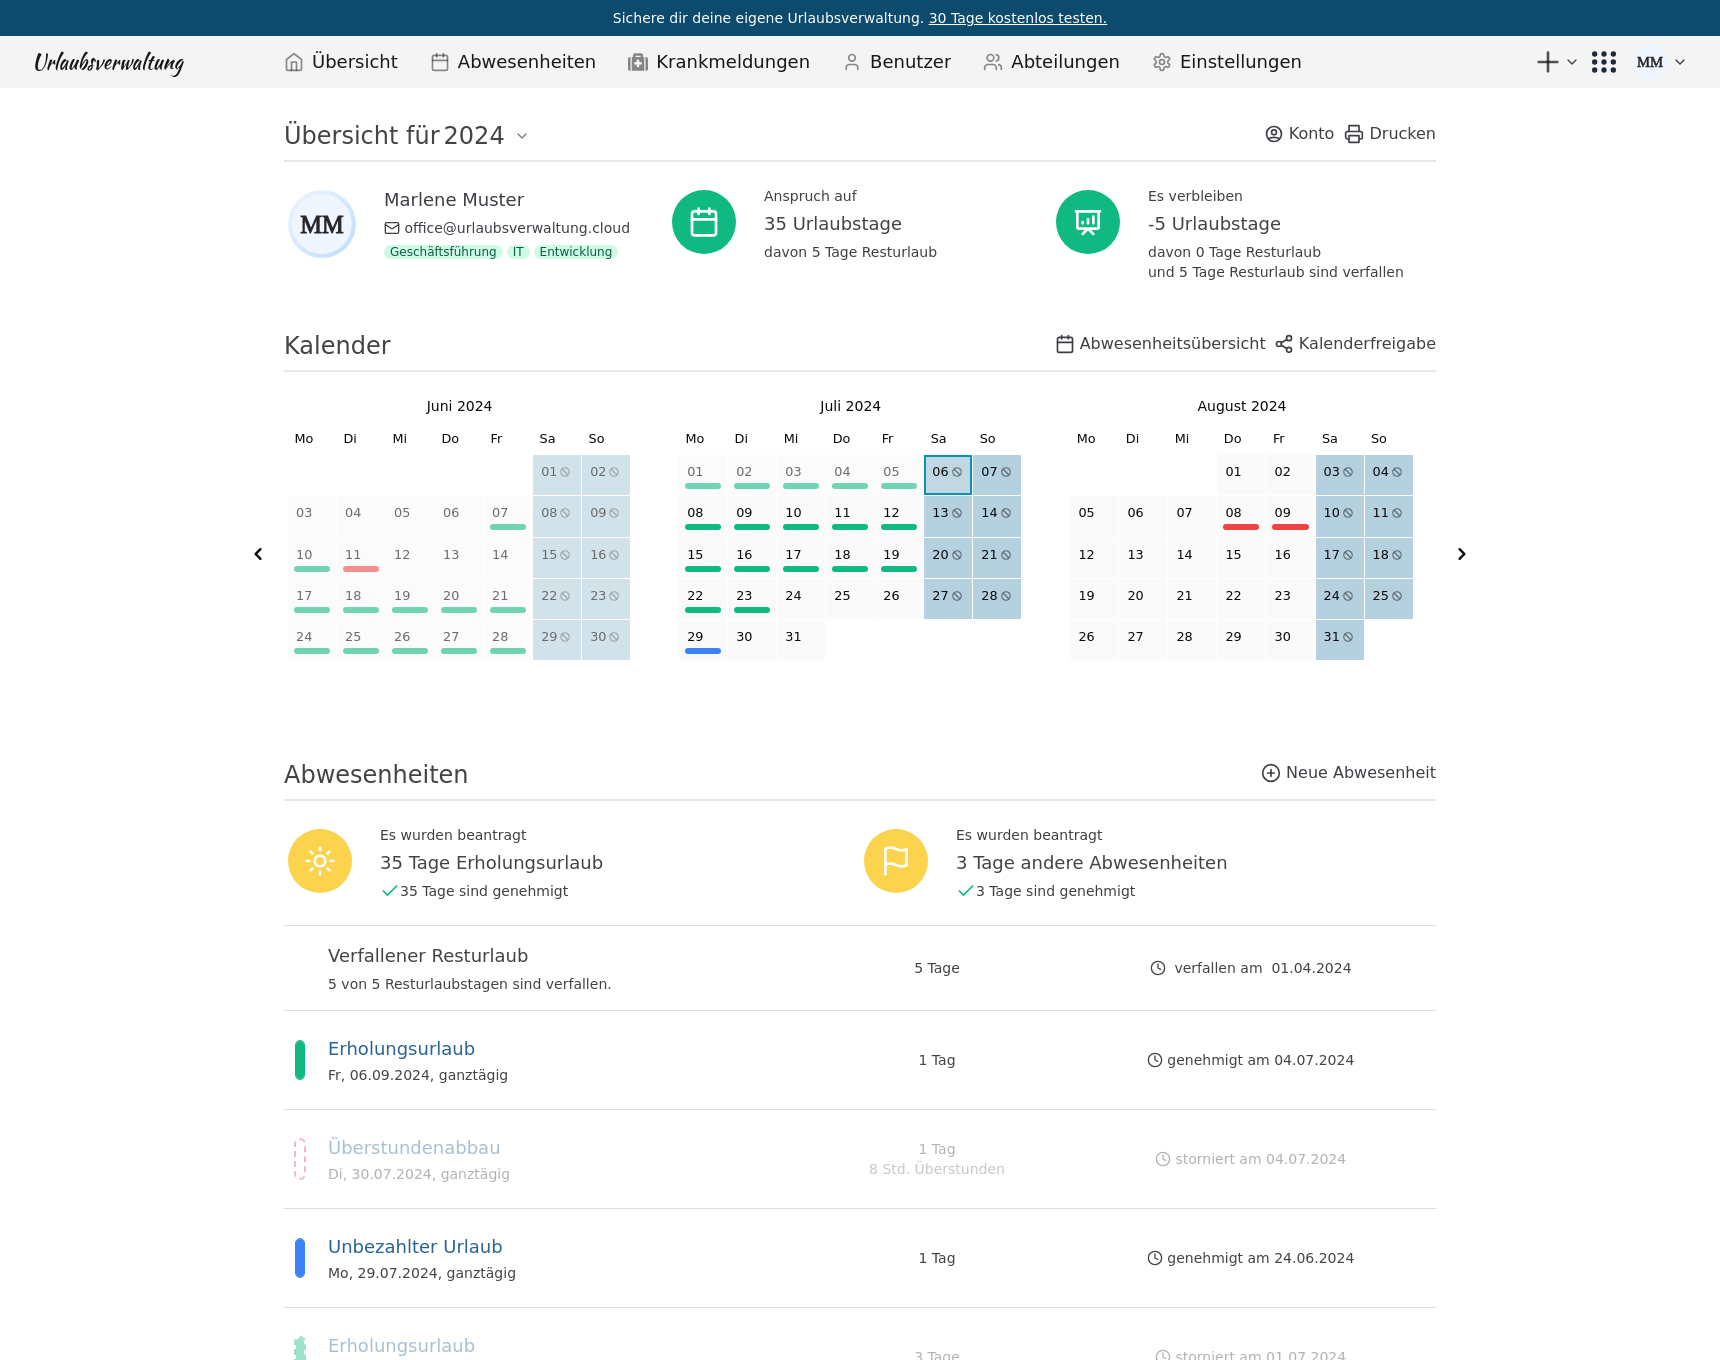 Sichere dir deine eigene Urlaubsverwaltung. 30 Tage kostenlos testen.
Urlaubsverwaltung Übersicht Abwesenheiten Krankmeldungen Benutzer Abteilungen Einstellungen MM
Übersicht für 2024 Konto Drucken
MM
Marlene Muster
office@urlaubsverwaltung.cloud
Geschäftsführung IT Entwicklung
Anspruch auf
35 Urlaubstage
davon 5 Tage Resturlaub
Es verbleiben
-5 Urlaubstage
davon 0 Tage Resturlaub
und 5 Tage Resturlaub sind verfallen
Kalender Abwesenheitsübersicht Kalenderfreigabe
Juni 2024
Mo Di Mi Do Fr Sa So
01 02
03 04 05 06 07 08 09
10 11 12 13 14 15 16
17 18 19 20 21 22 23
24 25 26 27 28 29 30
Juli 2024
Mo Di Mi Do Fr Sa So
01 02 03 04 05 06 07
08 09 10 11 12 13 14
15 16 17 18 19 20 21
22 23 24 25 26 27 28
29 30 31
August 2024
Mo Di Mi Do Fr Sa So
01 02 03 04
05 06 07 08 09 10 11
12 13 14 15 16 17 18
19 20 21 22 23 24 25
26 27 28 29 30 31
Abwesenheiten Neue Abwesenheit
Es wurden beantragt
35 Tage Erholungsurlaub
35 Tage sind genehmigt
Es wurden beantragt
3 Tage andere Abwesenheiten
3 Tage sind genehmigt
Verfallener Resturlaub
5 von 5 Resturlaubstagen sind verfallen.
5 Tage
verfallen am 01.04.2024
Erholungsurlaub
Fr, 06.09.2024, ganztägig
1 Tag
genehmigt am 04.07.2024
Überstundenabbau
Di, 30.07.2024, ganztägig
1 Tag
8 Std. Überstunden
storniert am 04.07.2024
Unbezahlter Urlaub
Mo, 29.07.2024, ganztägig
1 Tag
genehmigt am 24.06.2024
Erholungsurlaub
3 Tage
storniert am 01.07.2024